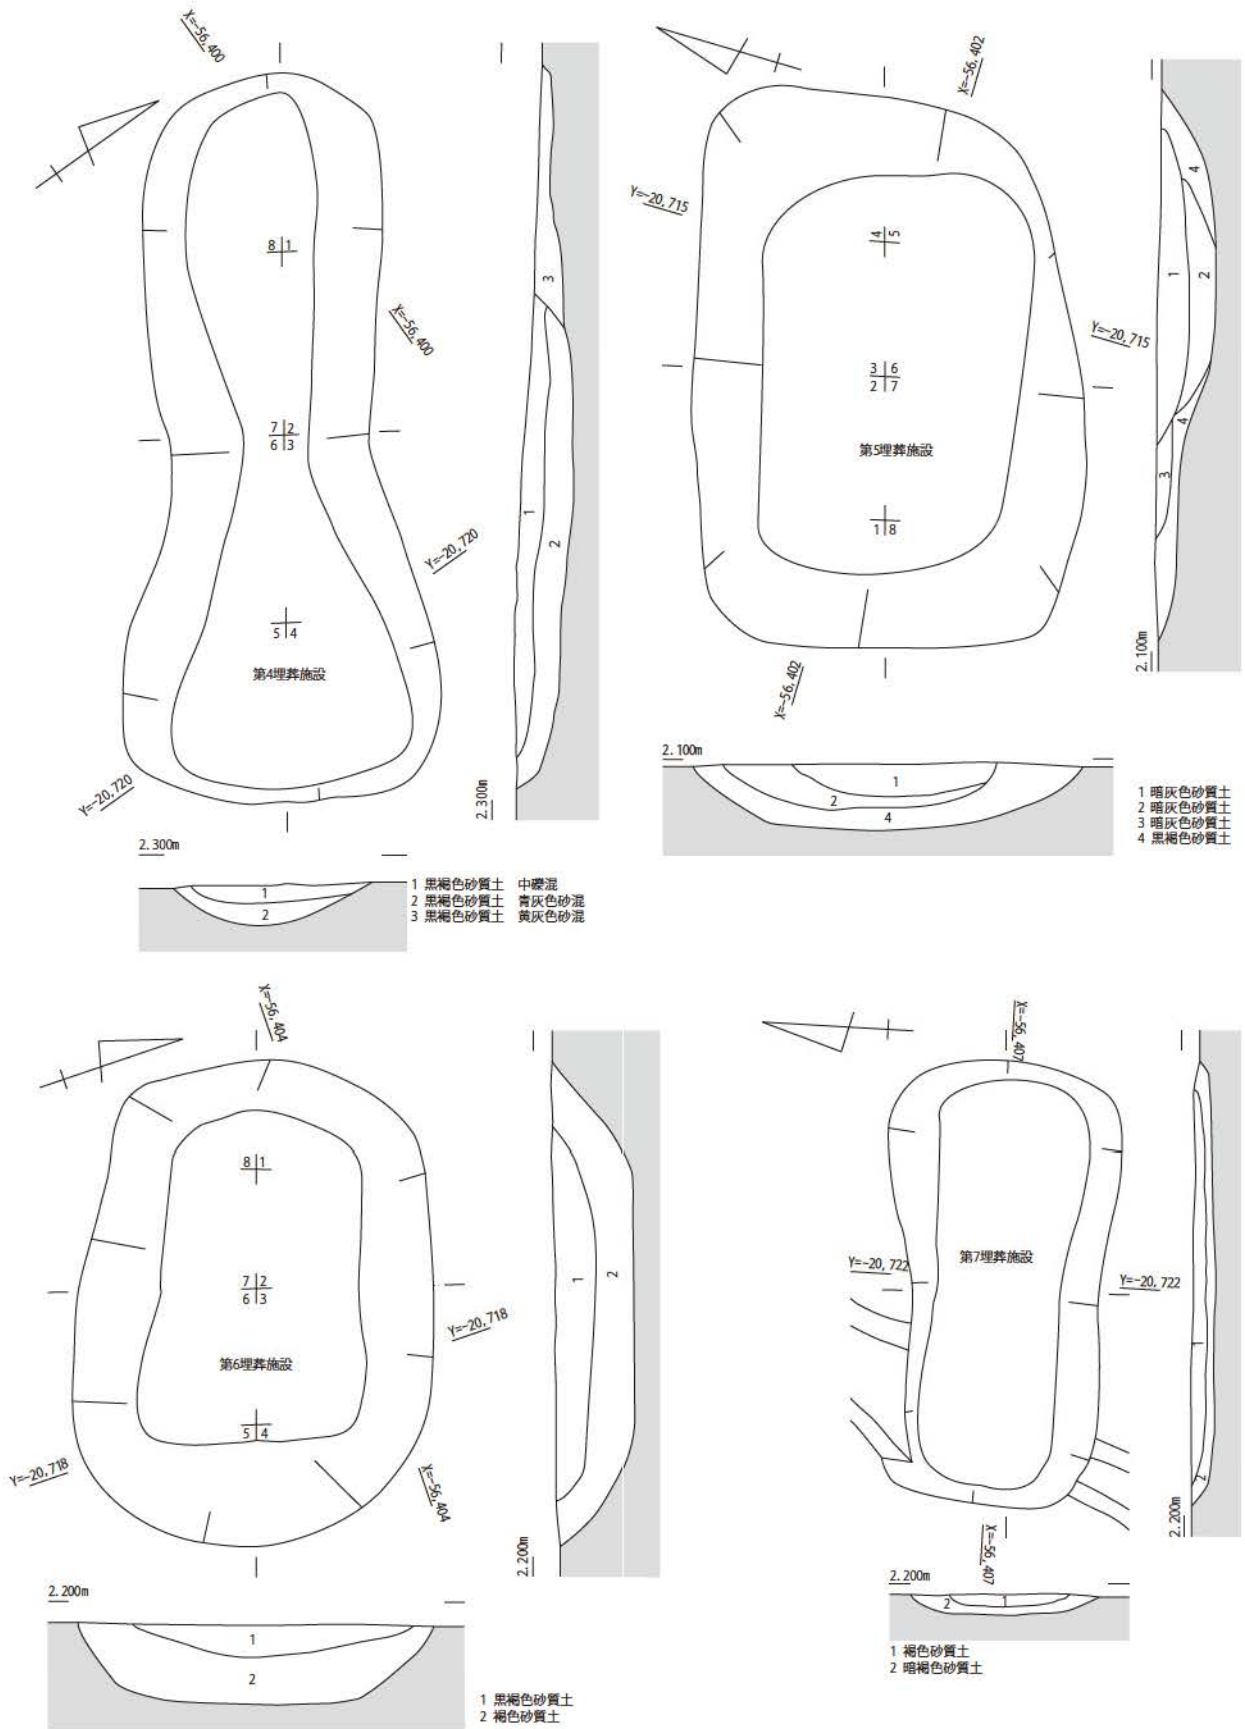 X=-56,400
8 1
X=-56,400
7 2
6 3
Y=-20,720
5 4
第4埋葬施設
Y=-20,720
3
1
2
2.300m
2.300m
1
2
1 黒褐色砂質土 中礫混
2 黒褐色砂質土 青灰色砂混
3 黒褐色砂質土 黄灰色砂混
X=-56,402
Y=-20,715
4 5
Y=-20,715
3 6
2 7
第5埋葬施設
1 8
X=-56,402
4
1
2
4
3
2.100m
2.100m
1
2
4
1 暗灰色砂質土
2 暗灰色砂質土
3 暗灰色砂質土
4 黒褐色砂質土
X=-56,404
8 1
7 2
6 3
Y=-20,718
第6埋葬施設
5 4
Y=-20,718
X=-56,404
1
2
2.200m
2.200m
1
2
1 黒褐色砂質土
2 褐色砂質土
X=-56,407
第7埋葬施設
Y=-20,722
Y=-20,722
X=-56,407
1
2
2.200m
2.200m
2
1
1 褐色砂質土
2 暗褐色砂質土